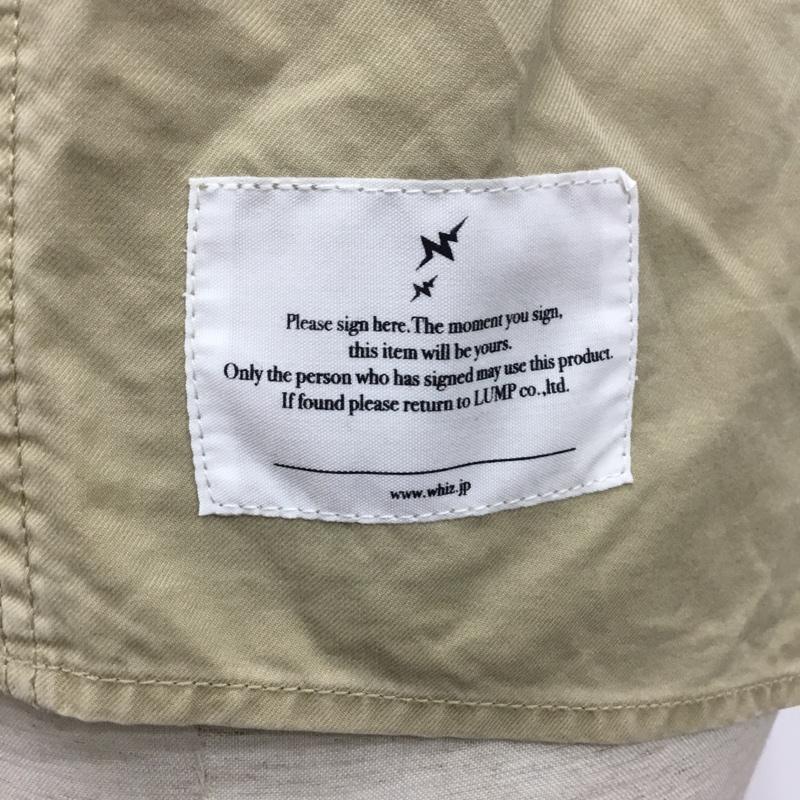 Please sign here.The moment you sign,
this item will be yours.
Only the person who has signed may use this product.
If found please return to LUMP co.,ltd.
www.whiz.jp